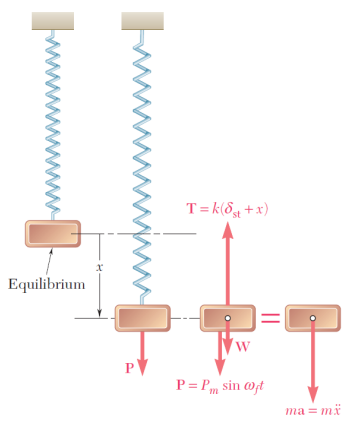 T = k(δst + x)
x
Equilibrium
W
P
P = Pm sin ωft
ma = mẍ